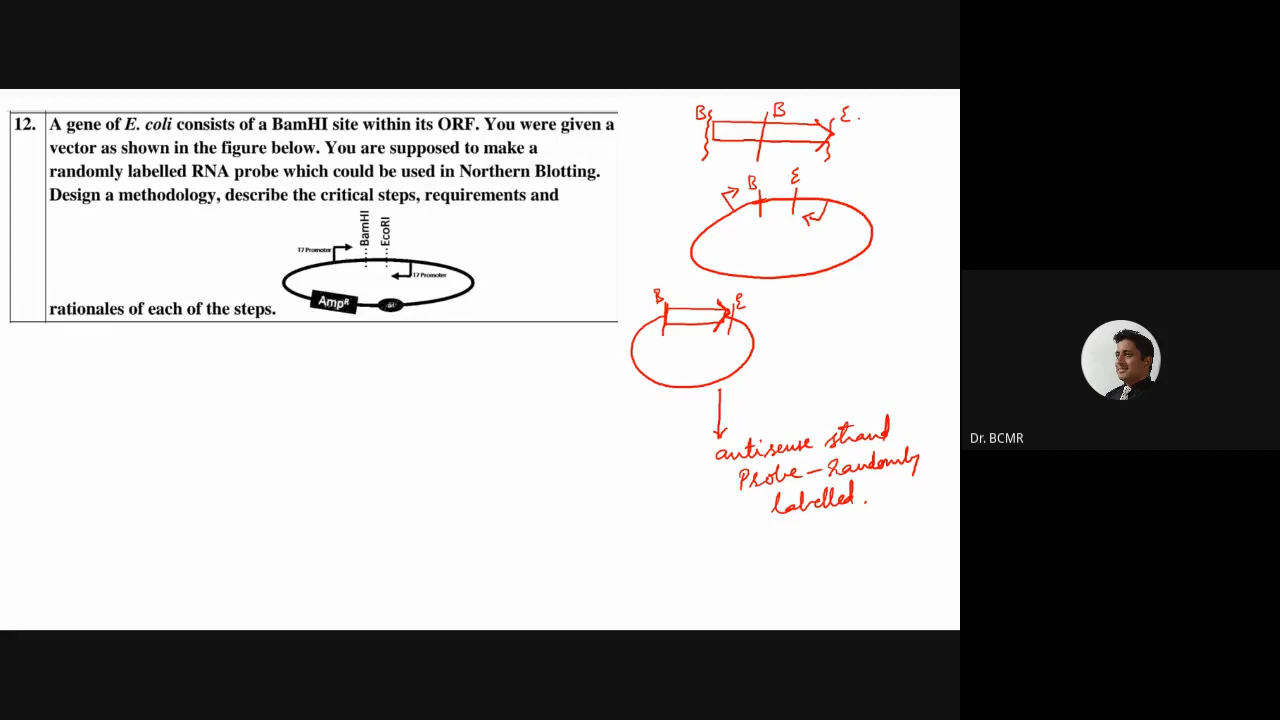 12. A gene of E. coli consists of a BamHI site within its ORF. You were given a
vector as shown in the figure below. You are supposed to make a
randomly labelled RNA probe which could be used in Northern Blotting.
Design a methodology, describe the critical steps, requirements and
BamHI
EcoRI
T7 Promoter
T7 Promoter
AmpR
rationales of each of the steps.
B B E.
B E
B E
antisense strand
Probe - Randomly
labelled.
Dr. BCMR